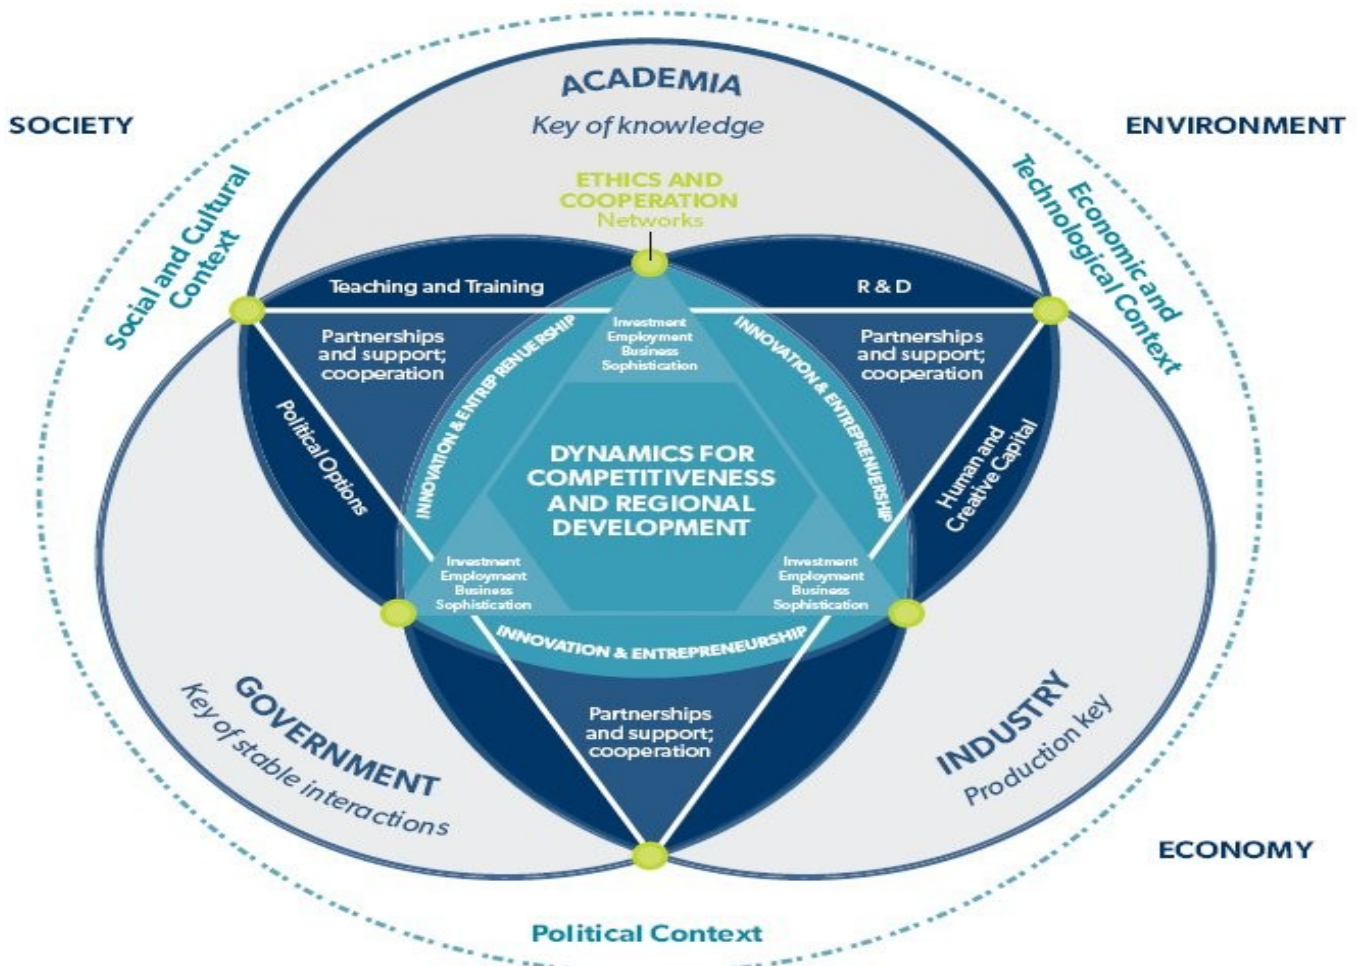 ACADEMIA
Key of knowledge
SOCIETY
ENVIRONMENT
Social and Cultural
Context
Economic and
Technological Context
ETHICS AND
COOPERATION
Networks
Teaching and Training
R & D
Partnerships
and support;
cooperation
Investment
Employment
Business
Sophistication
Partnerships
and support;
cooperation
INNOVATION & ENTREPRENUERSHIP
INNOVATION & ENTREPRENUERSHIP
Political Options
Human and
Creative Capital
DYNAMICS FOR
COMPETITIVENESS
AND REGIONAL
DEVELOPMENT
Investment
Employment
Business
Sophistication
Investment
Employment
Business
Sophistication
INNOVATION & ENTREPRENEURSHIP
GOVERNMENT
Key of stable interactions
Partnerships
and support;
cooperation
INDUSTRY
Production key
ECONOMY
Political Context